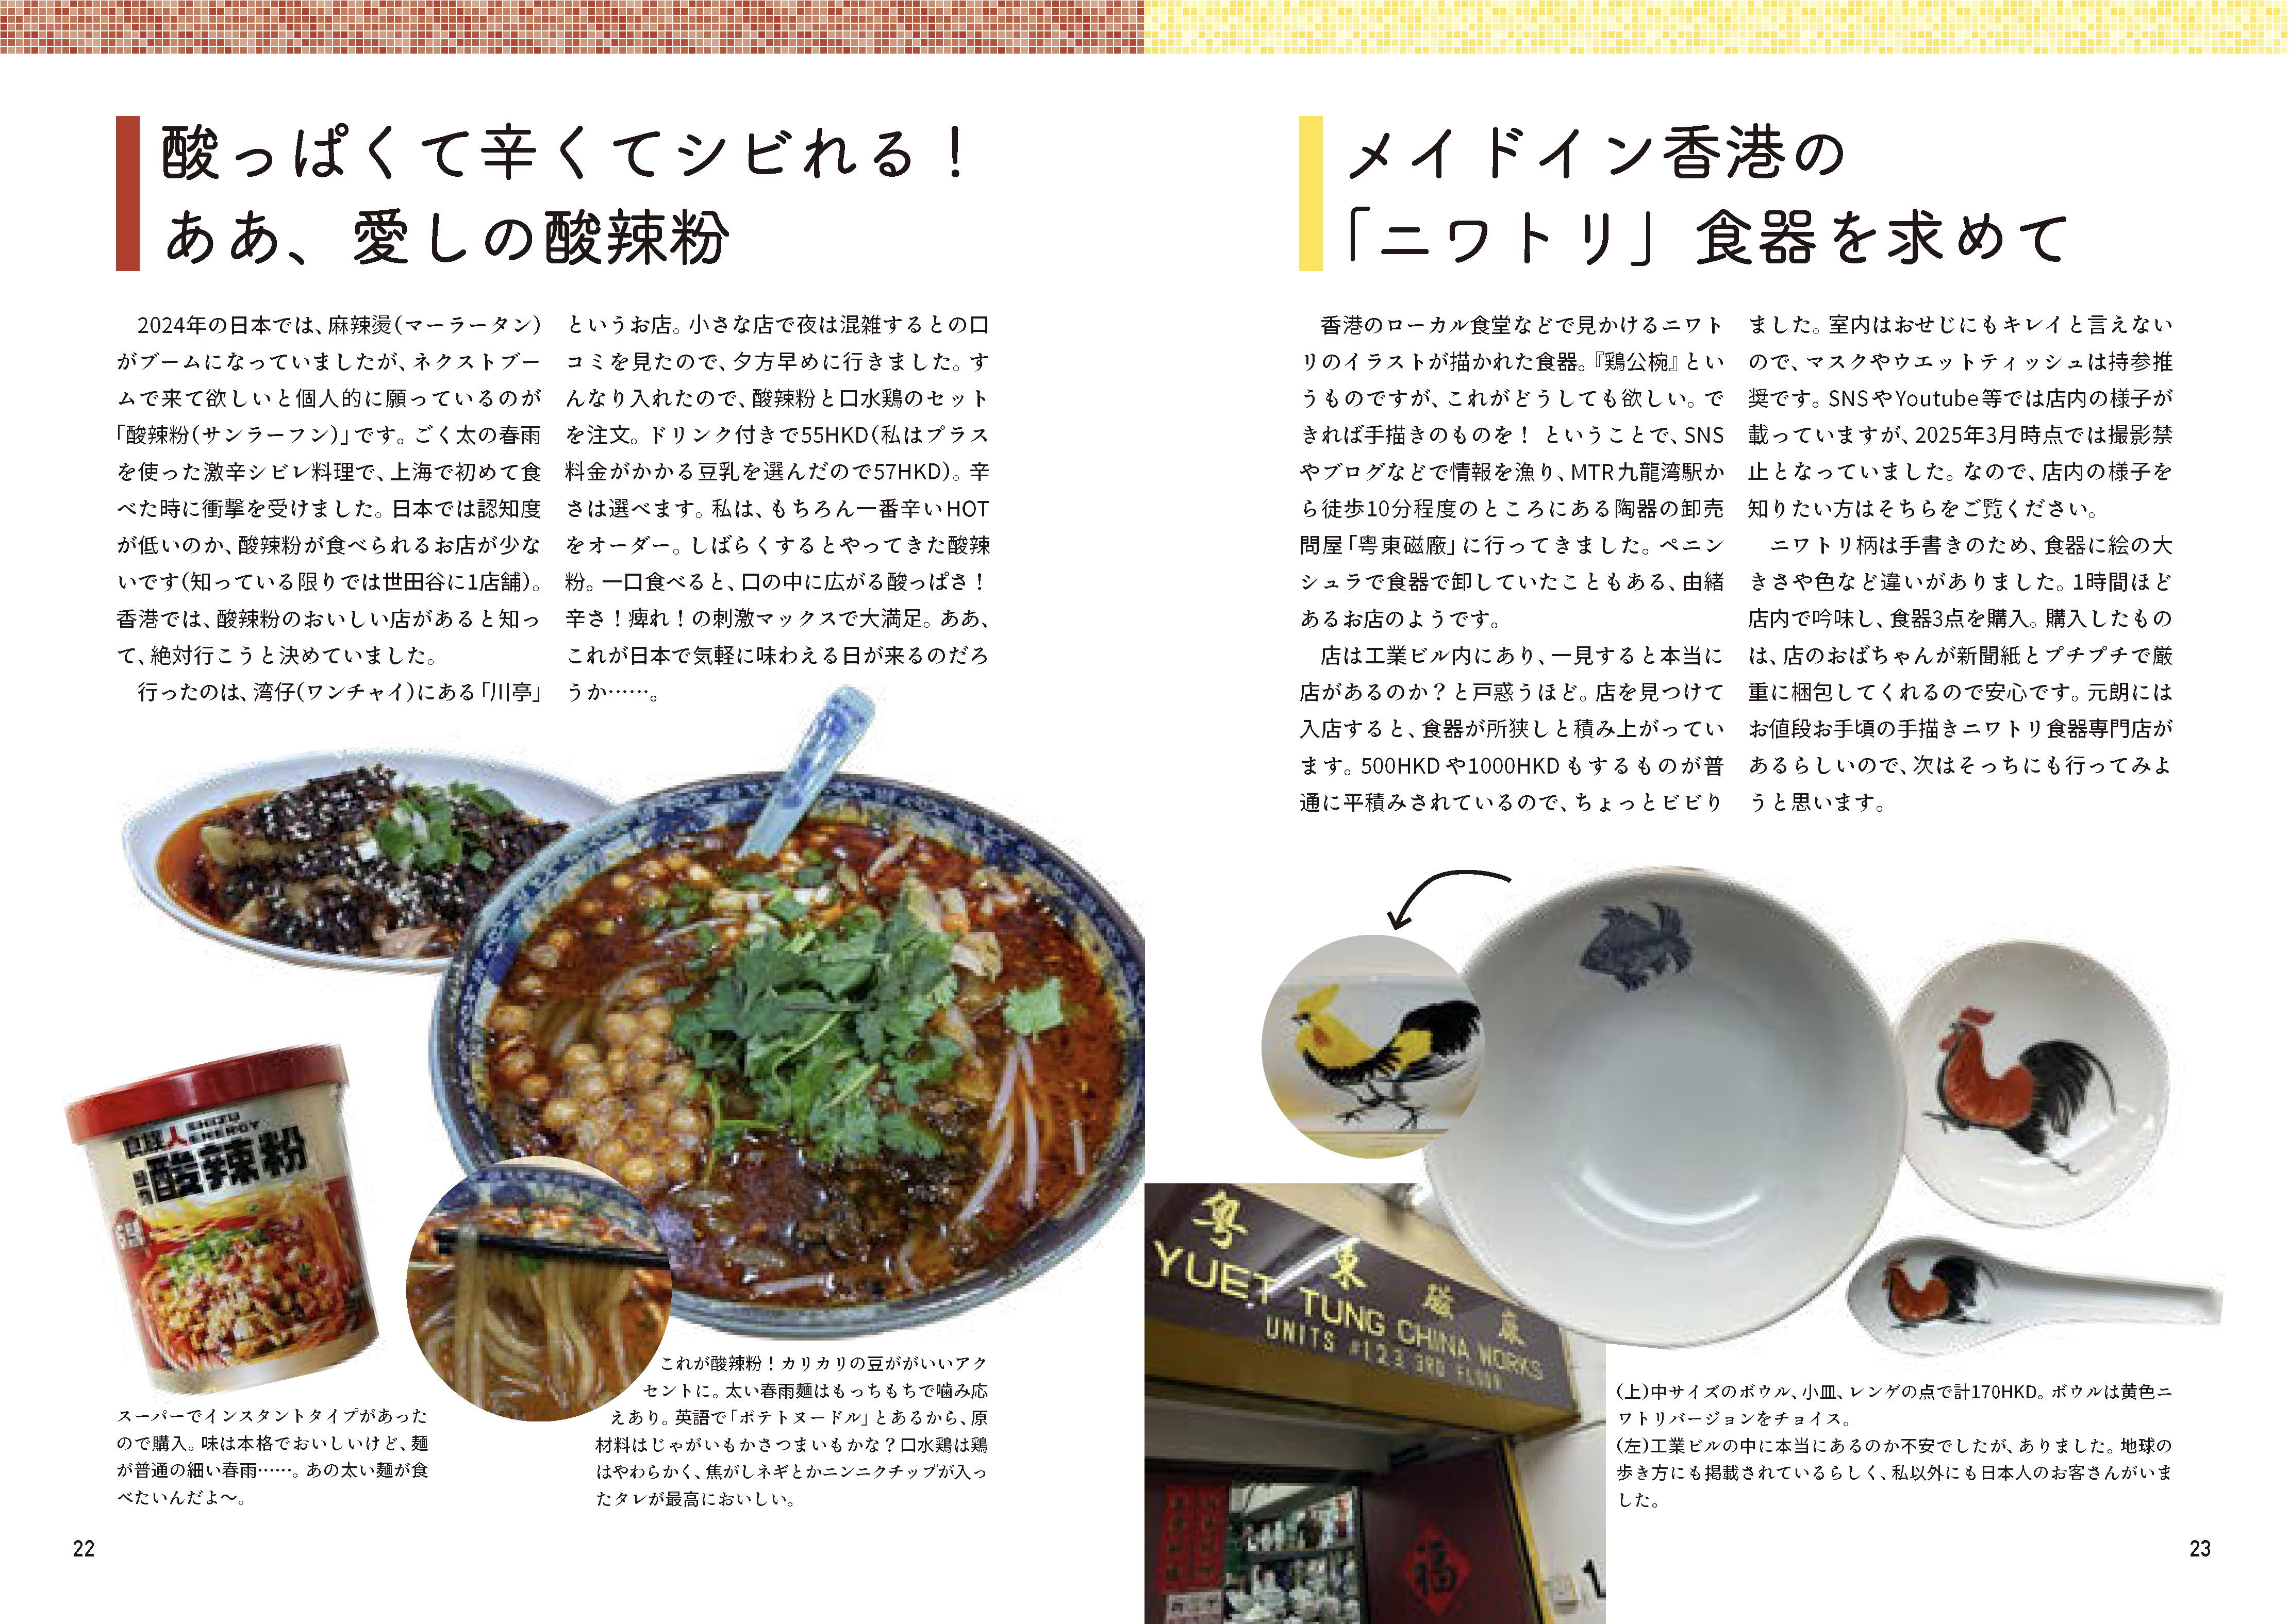 酸っぱくて辛くてシビれる！
ああ、愛しの酸辣粉
2024年の日本では、麻辣湯（マーラータン）
がブームになっていましたが、ネクストブー
ムで来て欲しいと個人的に願っているのが
「酸辣粉（サンラーフン）」です。ごく太の春雨
を使った激辛シビレ料理で、上海で初めて食
べた時に衝撃を受けました。日本では認知度
が低いのか、酸辣粉が食べられるお店が少な
いです（知っている限りでは世田谷に1店舗）。
香港では、酸辣粉のおいしい店があると知っ
て、絶対行こうと決めていました。
行ったのは、湾仔（ワンチャイ）にある「川亭」
というお店。小さな店で夜は混雑するとの口
コミを見たので、夕方早めに行きました。す
んなり入れたので、酸辣粉と口水鶏のセット
を注文。ドリンク付きで55HKD（私はプラス
料金がかかる豆乳を選んだので57HKD）。辛
さは選べます。私は、もちろん一番辛いHOT
をオーダー。しばらくするとやってきた酸辣
粉。一口食べると、口の中に広がる酸っぱさ！
辛さ！痺れ！の刺激マックスで大満足。ああ、
これが日本で気軽に味わえる日が来るのだろ
うか……。
酸辣粉
スーパーでインスタントタイプがあった
ので購入。味は本格でおいしいけど、麺
が普通の細い春雨……。あの太い麺が食
べたいんだよ〜。
これが酸辣粉！カリカリの豆ががいいアク
セントに。太い春雨麺はもっちもちで噛み応
えあり。英語で「ポテトヌードル」とあるから、原
材料はじゃがいもかさつまいもかな？口水鶏は鶏
はやわらかく、焦がしネギとかニンニクチップが入っ
たタレが最高においしい。
22
メイドイン香港の
「ニワトリ」食器を求めて
香港のローカル食堂などで見かけるニワト
リのイラストが描かれた食器。『鶏公椀』とい
うものですが、これがどうしても欲しい。で
きれば手描きのものを！ ということで、SNS
やブログなどで情報を漁り、MTR九龍湾駅か
ら徒歩10分程度のところにある陶器の卸売
問屋「粤東磁廠」に行ってきました。ペニン
シュラで食器で卸していたこともある、由緒
あるお店のようです。
店は工業ビル内にあり、一見すると本当に
店があるのか？と戸惑うほど。店を見つけて
入店すると、食器が所狭しと積み上がってい
ます。500HKDや1000HKDもするものが普
通に平積みされているので、ちょっとビビり
ました。室内はおせじにもキレイと言えない
ので、マスクやウエットティッシュは持参推
奨です。SNSやYoutube等では店内の様子が
載っていますが、2025年3月時点では撮影禁
止となっていました。なので、店内の様子を
知りたい方はそちらをご覧ください。
ニワトリ柄は手書きのため、食器に絵の大
きさや色など違いがありました。1時間ほど
店内で吟味し、食器3点を購入。購入したもの
は、店のおばちゃんが新聞紙とプチプチで厳
重に梱包してくれるので安心です。元朗には
お値段お手頃の手描きニワトリ食器専門店が
あるらしいので、次はそっちにも行ってみよ
うと思います。
粤東磁廠
YUET TUNG CHINA WORKS
UNITS #123 3RD FLOOR
福
（上）中サイズのボウル、小皿、レンゲの点で計170HKD。ボウルは黄色ニ
ワトリバージョンをチョイス。
（左）工業ビルの中に本当にあるのか不安でしたが、ありました。地球の
歩き方にも掲載されているらしく、私以外にも日本人のお客さんがいま
した。
23